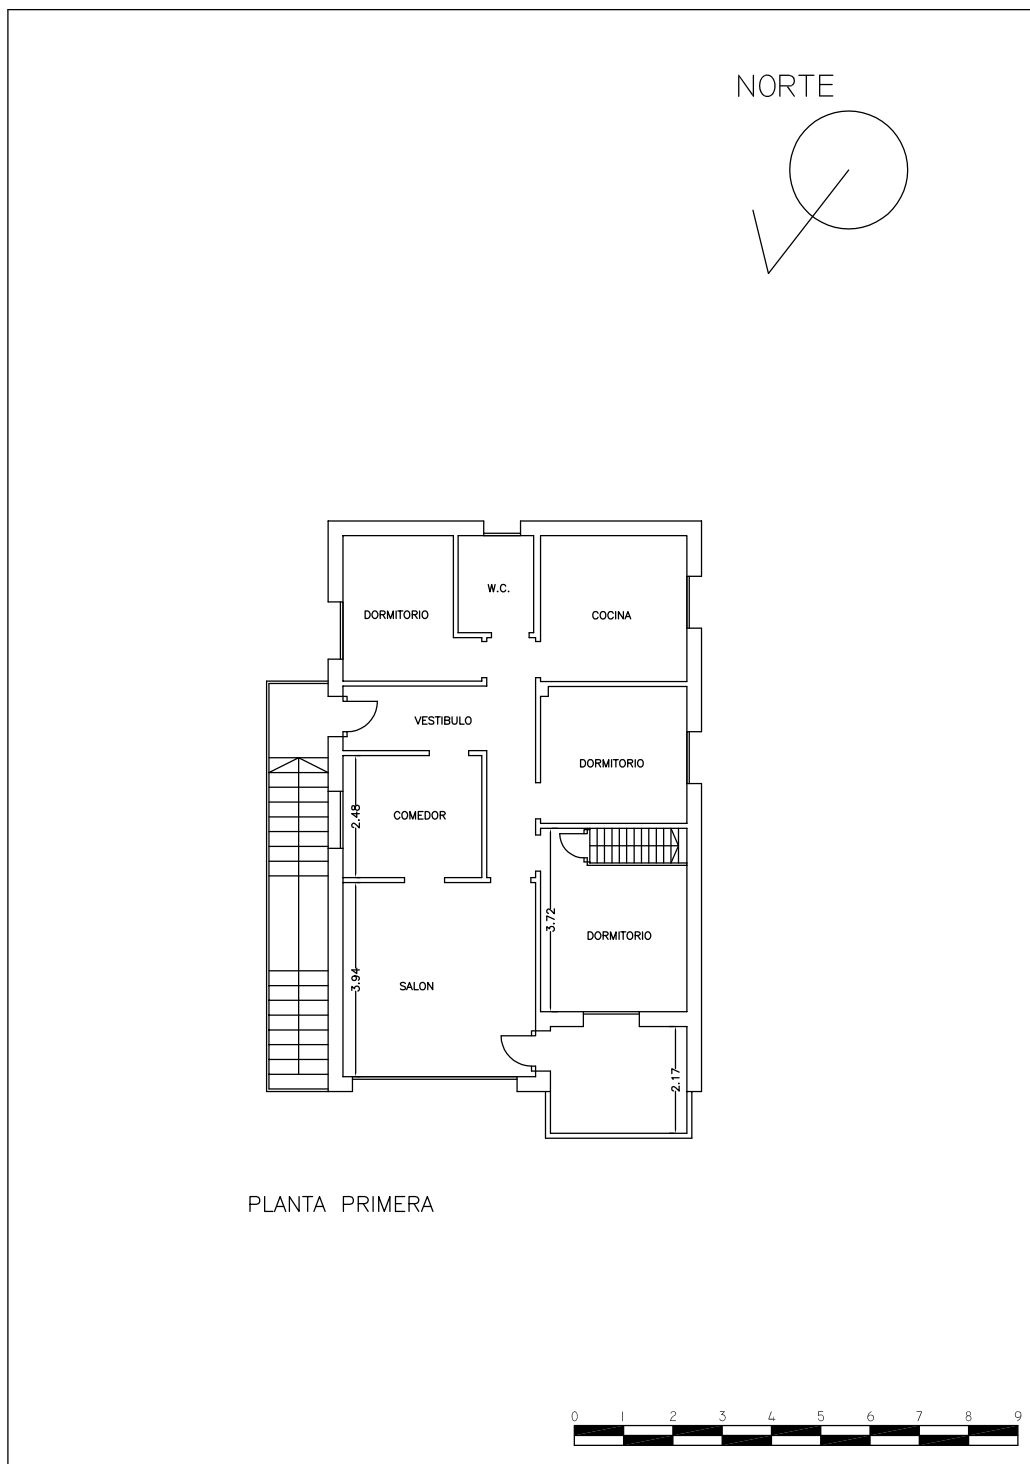 NORTE
W.C.
DORMITORIO
COCINA
VESTIBULO
DORMITORIO
COMEDOR
2.48
3.72
DORMITORIO
3.94
SALON
2.17
PLANTA PRIMERA
0 1 2 3 4 5 6 7 8 9